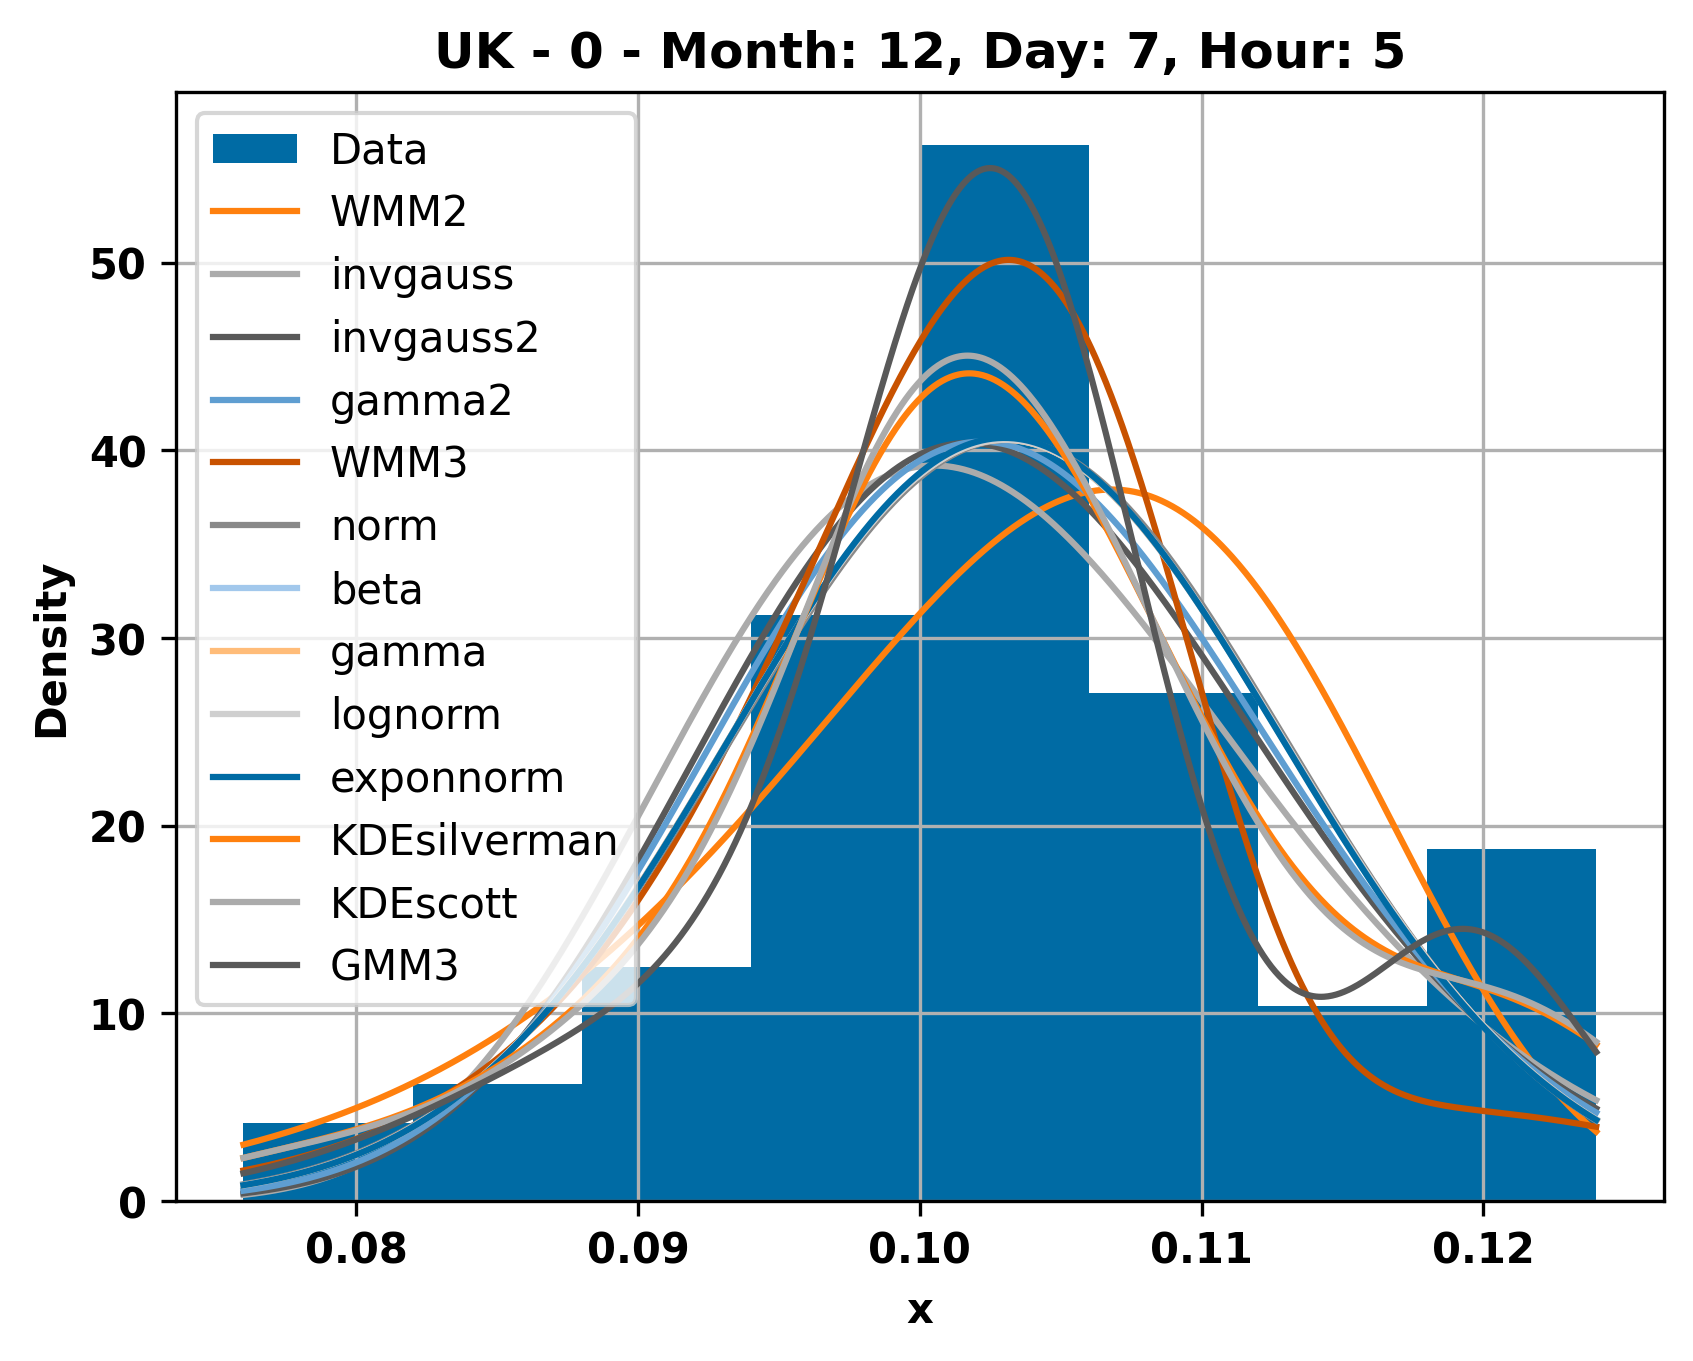 UK - 0 - Month: 12, Day: 7, Hour: 5
Data
WMM2
invgauss
invgauss2
gamma2
WMM3
norm
beta
gamma
lognorm
exponnorm
KDEsilverman
KDEscott
GMM3
Density
50
40
30
20
10
0
0.08 0.09 0.10 0.11 0.12
x